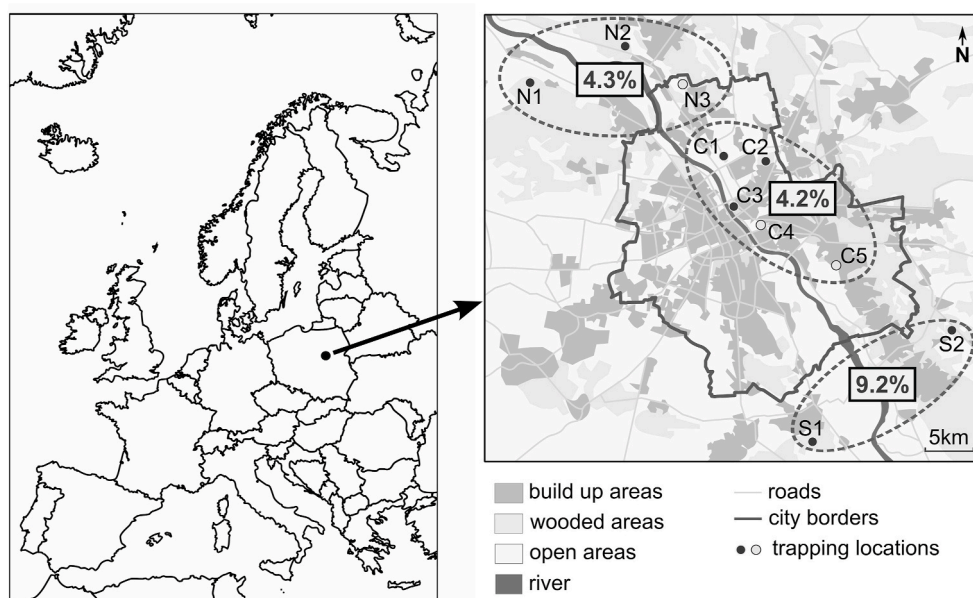 N2
N
4.3%
N1
N3
C1
C2
C3
4.2%
C4
C5
S2
9.2%
S1
5km
build up areas
wooded areas
open areas
river
roads
city borders
trapping locations